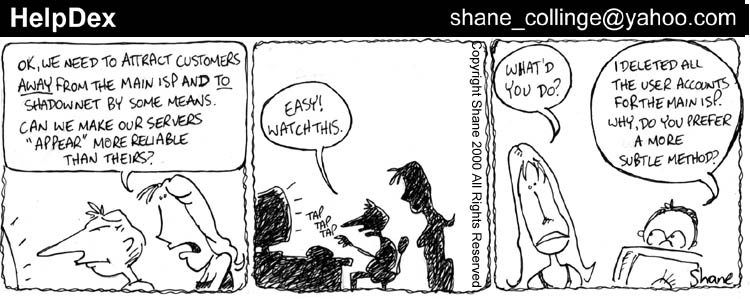 HelpDex
shane_collinge@yahoo.com
OK, WE NEED TO ATTRACT CUSTOMERS
AWAY FROM THE MAIN ISP AND TO
SHADOWNET BY SOME MEANS.
CAN WE MAKE OUR SERVERS
"APPEAR" MORE RELIABLE
THAN THEIRS?
EASY!
WATCH THIS.
TAP
TAP
TAP
Copyright Shane 2000 All Rights Reserved
WHAT'D
YOU DO?
I DELETED ALL
THE USER ACCOUNTS
FOR THE MAIN ISP.
WHY, DO YOU PREFER
A MORE
SUBTLE METHOD?
Shane